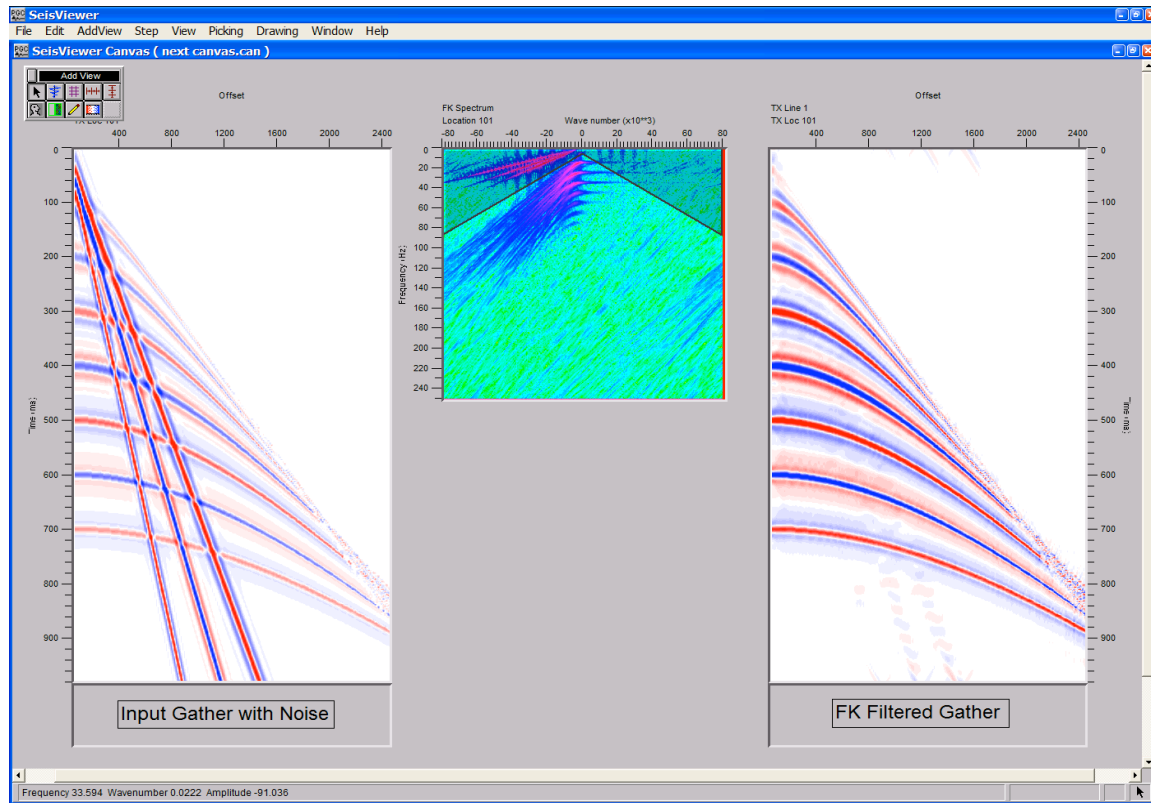 SeisViewer
File Edit AddView Step View Picking Drawing Window Help
SeisViewer Canvas ( next canvas.can )
Add View
Offset
TX Loc 101
400 800 1200 1600 2000 2400
0
100
200
300
400
500
600
700
800
900
FK Spectrum
Location 101 Wave number (x10**3)
-80 -60 -40 -20 0 20 40 60 80
0
20
40
60
80
100
120
140
160
180
200
220
240
Frequency (Hz)
Offset
TX Line 1
TX Loc 101
400 800 1200 1600 2000 2400
0
100
200
300
400
500
600
700
800
900
Input Gather with Noise
FK Filtered Gather
Frequency 33.594 Wavenumber 0.0222 Amplitude -91.036